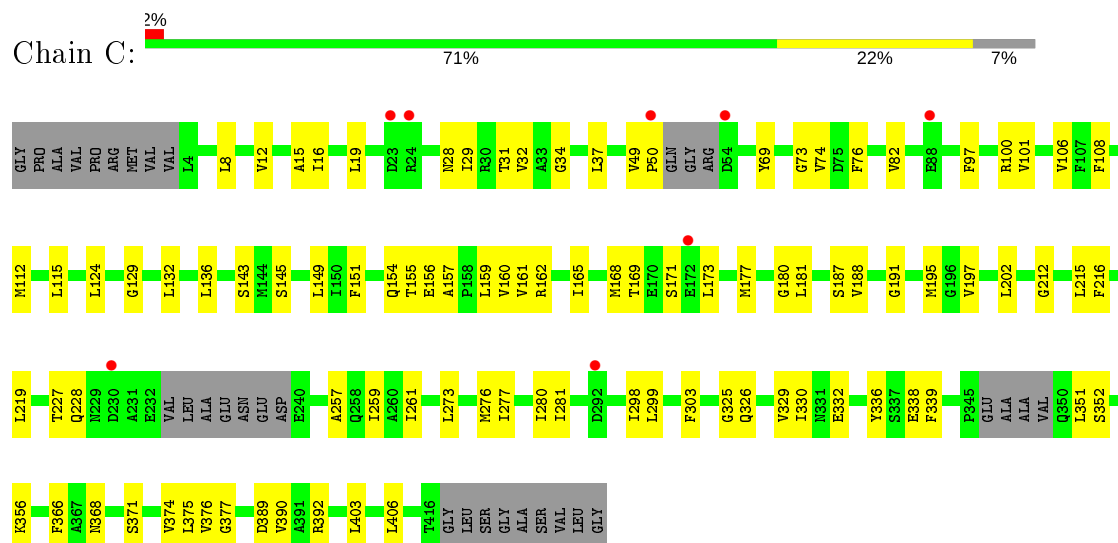 2%
Chain C:
71% 22% 7%
GLY PRO ALA VAL PRO ARG MET VAL VAL L4 L8 V12 A15 I16 L19 D23 R24 N28 I29 R30 T31 V32 A33 G34 L37 V49 P50 GLN GLY ARG D54 Y69 G73 V74 D75 F76 V82 E88 F97 R100 V101 V106 F107 F108
M112 L115 L124 G129 L132 L136 S143 M144 S145 L149 I150 F151 Q154 T155 E156 A157 P158 L159 V160 V161 R162 I165 M168 T169 E170 S171 E172 L173 M177 G180 L181 S187 V188 G191 M195 G196 V197 L202 G212 L215 F216
L219 T227 Q228 N229 D230 A231 E232 VAL LEU ALA GLU ASN GLU ASP E240 A257 Q258 I259 A260 I261 L273 M276 I277 I280 I281 D292 I298 L299 F303 G325 Q326 V329 I330 N331 E332 Y336 S337 E338 F339 P345 GLU ALA ALA VAL Q350 L351 S352
K356 F366 A367 N368 S371 V374 L375 V376 G377 D389 V390 A391 R392 L403 L406 T416 GLY LEU SER GLY ALA SER VAL LEU GLY